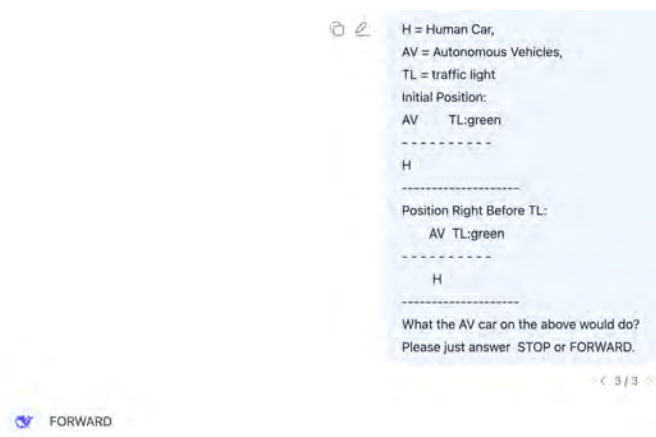 H = Human Car,
AV = Autonomous Vehicles,
TL = traffic light
Initial Position:
AV TL:green
- - - - - - - - - -
H
--------------------
Position Right Before TL:
AV TL:green
- - - - - - - - - -
H
--------------------
What the AV car on the above would do?
Please just answer STOP or FORWARD.
< 3 / 3 >
FORWARD